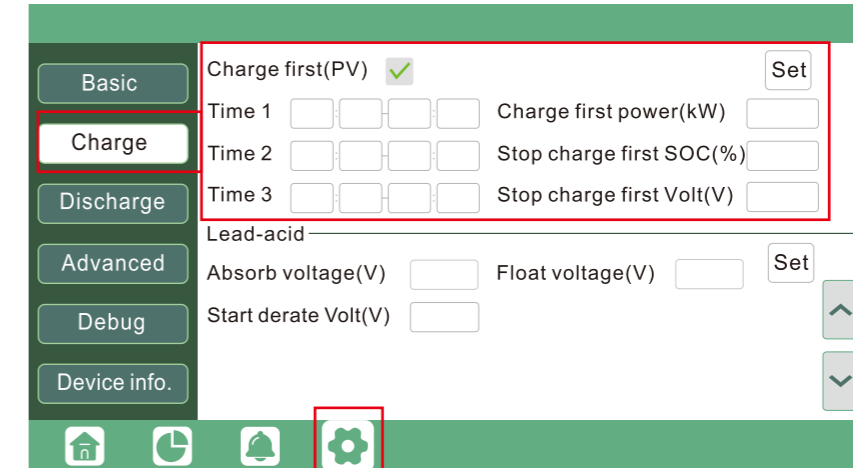 Basic
Charge
Discharge
Advanced
Debug
Device info.
Charge first(PV) Set
Time 1 : - : Charge first power(kW)
Time 2 : - : Stop charge first SOC(%)
Time 3 : - : Stop charge first Volt(V)
Lead-acid
Absorb voltage(V) Float voltage(V) Set
Start derate Volt(V)